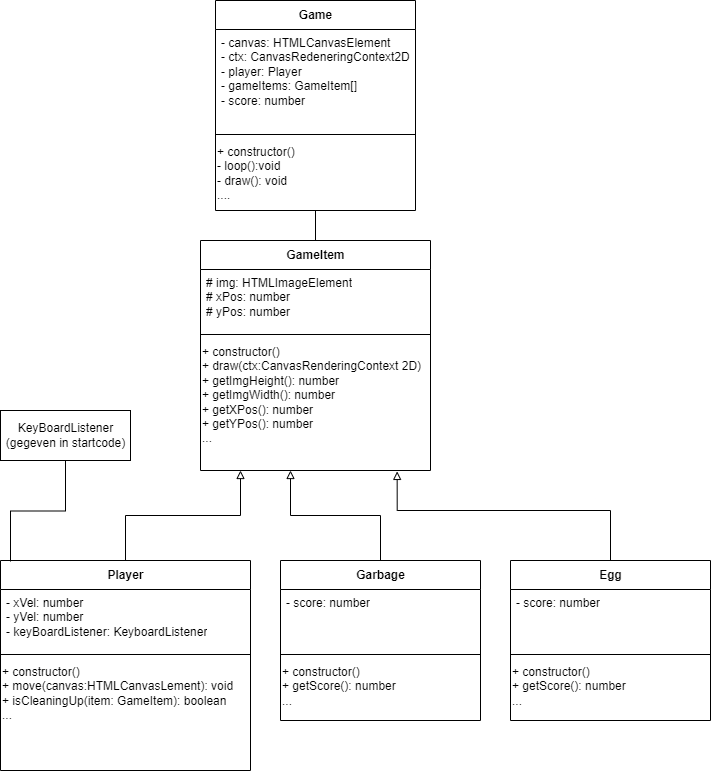 Game
- canvas: HTMLCanvasElement
- ctx: CanvasRedeneringContext2D
- player: Player
- gameItems: GameItem[]
- score: number
+ constructor()
- loop():void
- draw(): void
....
GameItem
# img: HTMLImageElement
# xPos: number
# yPos: number
+ constructor()
+ draw(ctx:CanvasRenderingContext 2D)
+ getImgHeight(): number
+ getImgWidth(): number
+ getXPos(): number
+ getYPos(): number
...
KeyBoardListener
(gegeven in startcode)
Player
- xVel: number
- yVel: number
- keyBoardListener: KeyboardListener
+ constructor()
+ move(canvas:HTMLCanvasLement): void
+ isCleaningUp(item: GameItem): boolean
...
Garbage
- score: number
+ constructor()
+ getScore(): number
...
Egg
- score: number
+ constructor()
+ getScore(): number
...